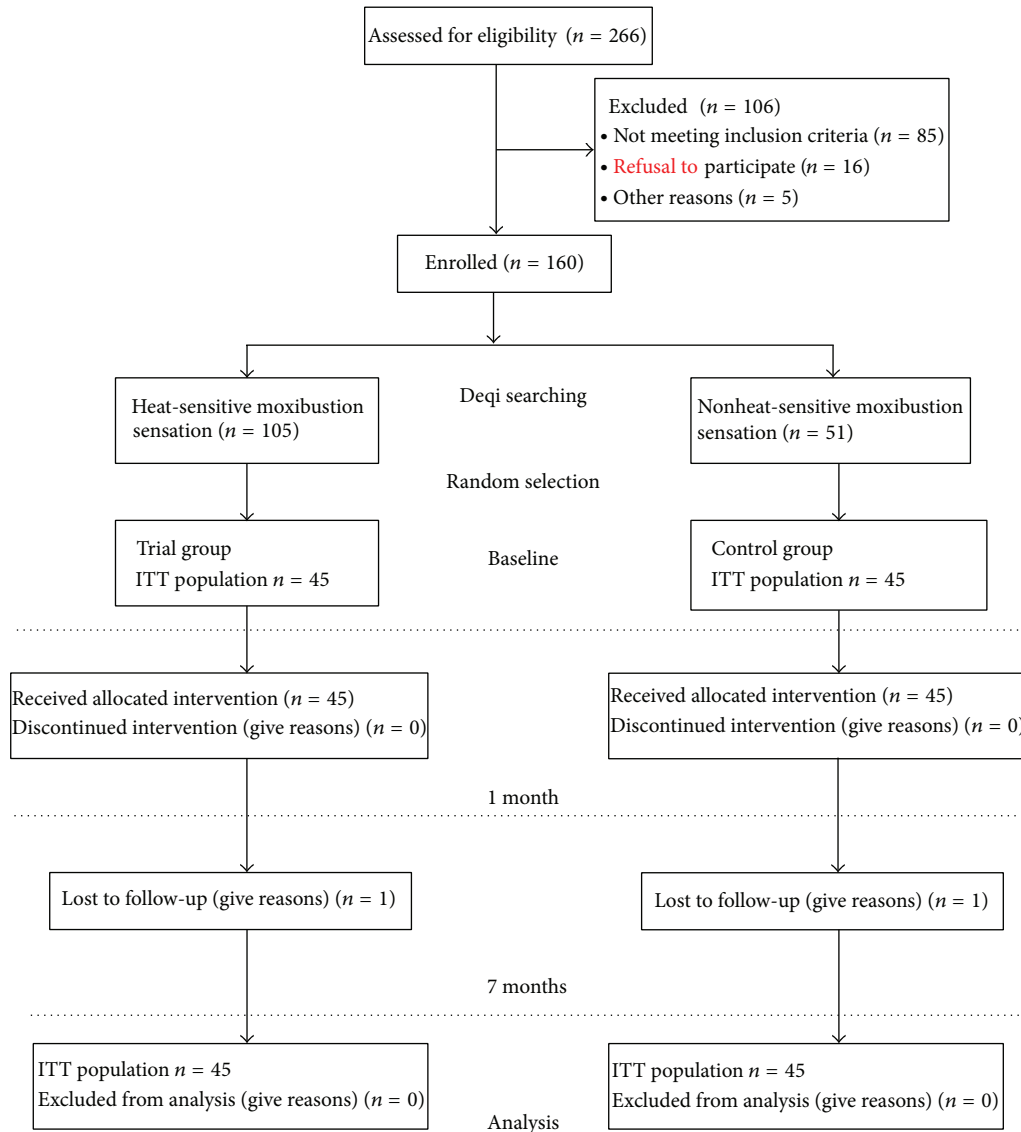 Assessed for eligibility (n = 266)
Excluded (n = 106)
• Not meeting inclusion criteria (n = 85)
• Refusal to participate (n = 16)
• Other reasons (n = 5)
Enrolled (n = 160)
Deqi searching
Heat-sensitive moxibustion
sensation (n = 105)
Nonheat-sensitive moxibustion
sensation (n = 51)
Random selection
Trial group
ITT population n = 45
Baseline
Control group
ITT population n = 45
Received allocated intervention (n = 45)
Discontinued intervention (give reasons) (n = 0)
Received allocated intervention (n = 45)
Discontinued intervention (give reasons) (n = 0)
1 month
Lost to follow-up (give reasons) (n = 1)
Lost to follow-up (give reasons) (n = 1)
7 months
ITT population n = 45
Excluded from analysis (give reasons) (n = 0)
ITT population n = 45
Excluded from analysis (give reasons) (n = 0)
Analysis